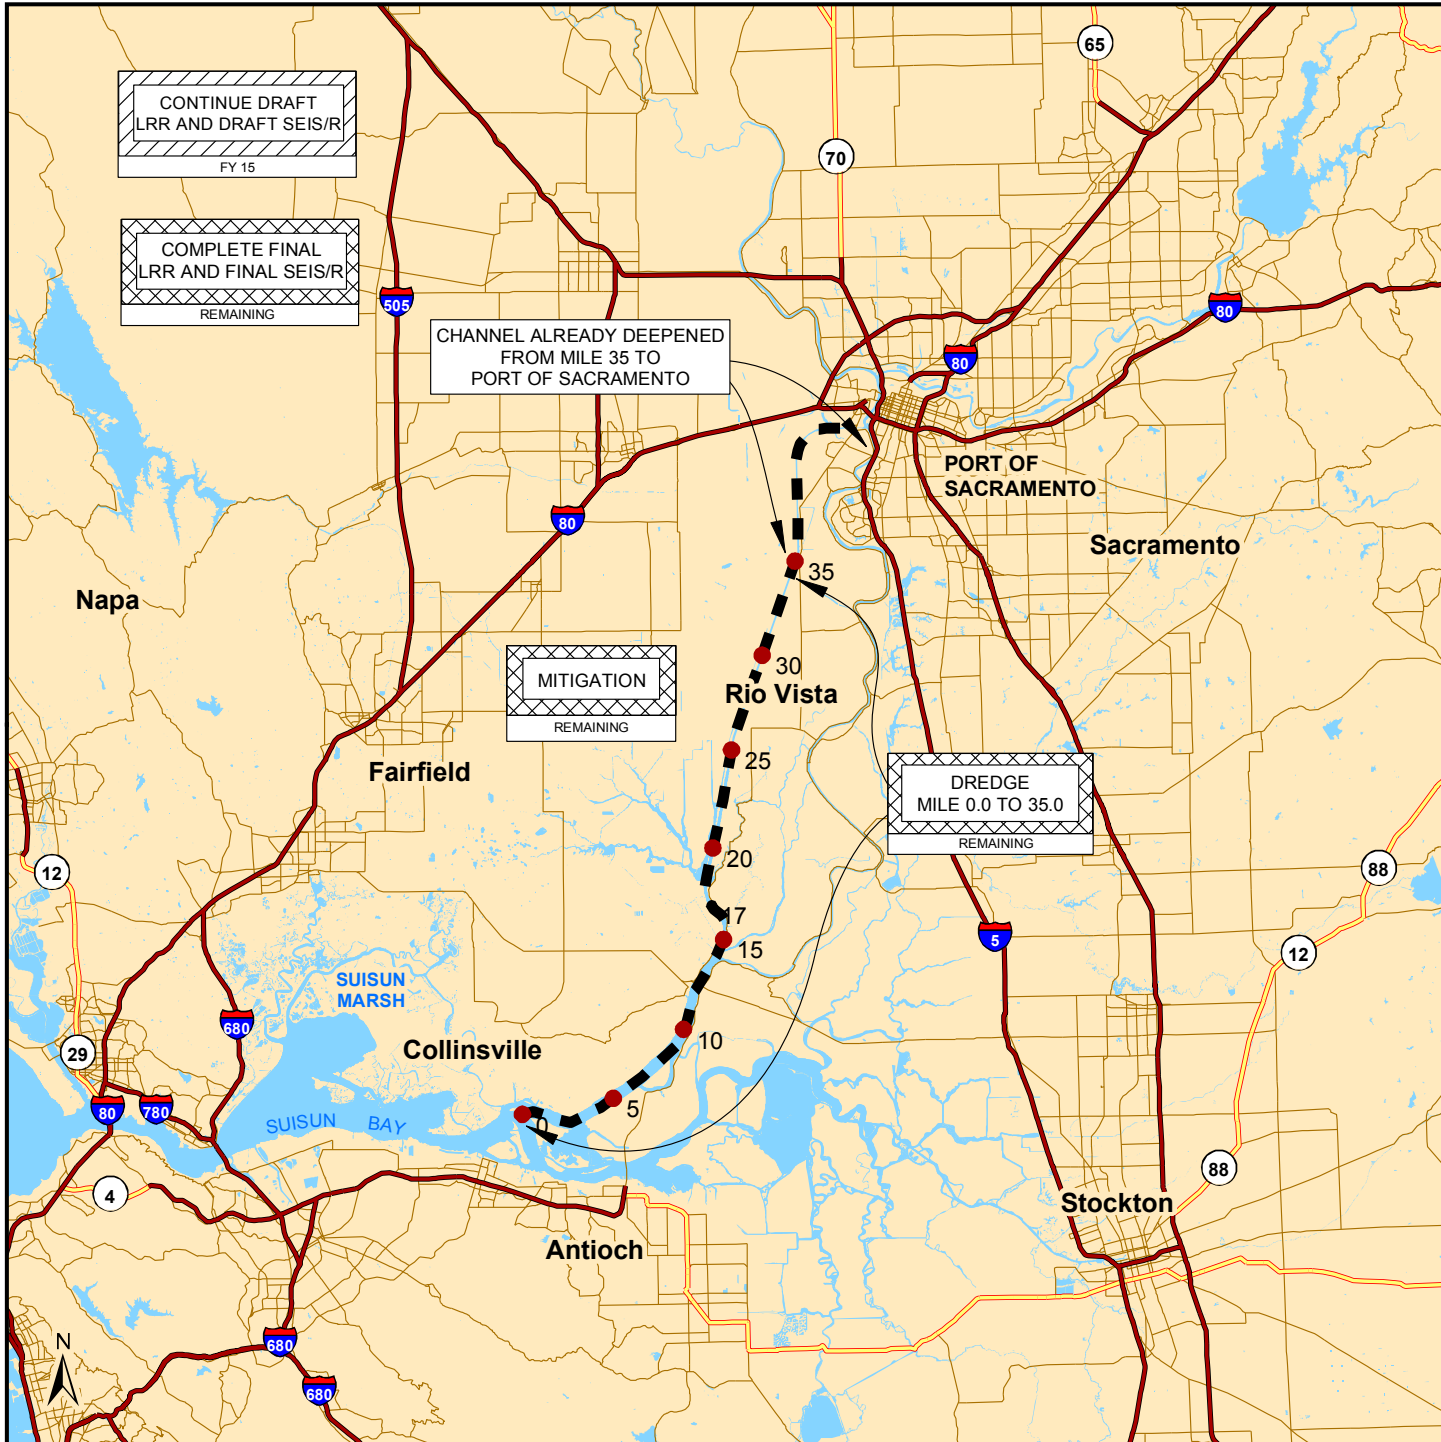 65
CONTINUE DRAFT
LRR AND DRAFT SEIS/R
FY 15
70
COMPLETE FINAL
LRR AND FINAL SEIS/R
REMAINING
505
80
CHANNEL ALREADY DEEPENED
FROM MILE 35 TO
PORT OF SACRAMENTO
80
PORT OF
SACRAMENTO
80
Sacramento
35
Napa
30
MITIGATION
REMAINING
Rio Vista
25
Fairfield
DREDGE
MILE 0.0 TO 35.0
REMAINING
20
12
88
17
15
5
12
SUISUN
MARSH
680
10
29
Collinsville
80
780
5
0
SUISUN BAY
88
4
Stockton
Antioch
N
680
680